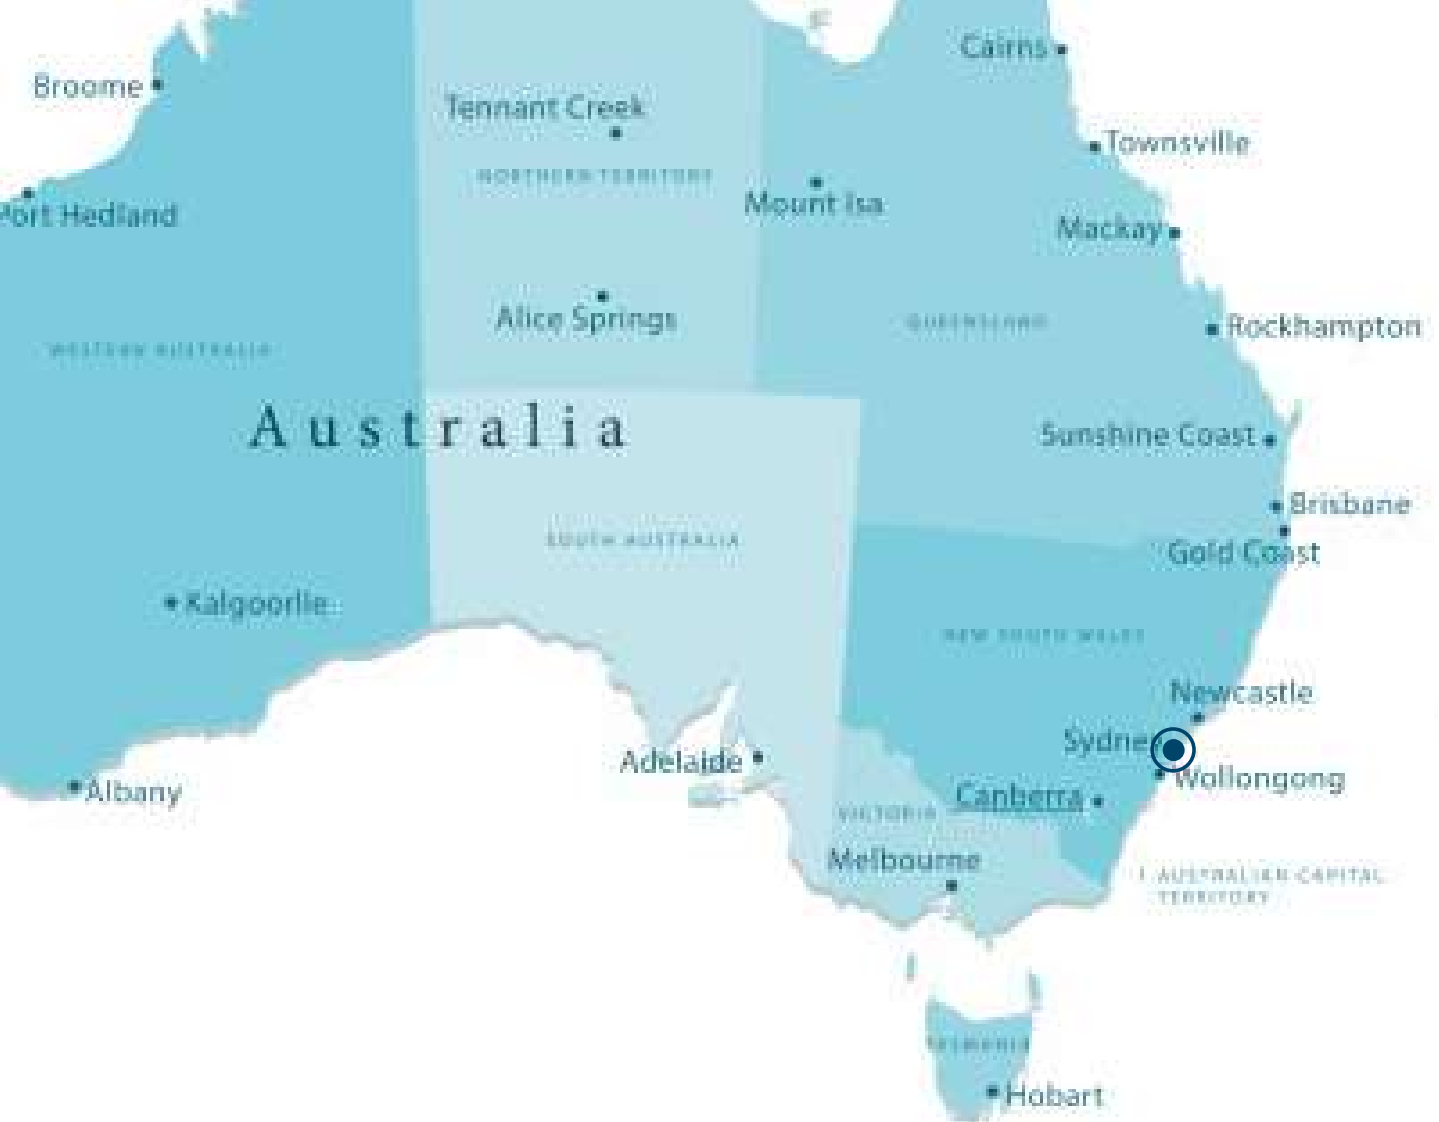 Cairns
Broome
Tennant Creek
Townsville
NORTHERN TERRITORY
Mount Isa
Port Hedland
Mackay
Alice Springs
QUEENSLAND
Rockhampton
WESTERN AUSTRALIA
Australia
Sunshine Coast
Brisbane
SOUTH AUSTRALIA
Gold Coast
Kalgoorlie
NEW SOUTH WALES
Newcastle
Sydney
Adelaide
Wollongong
Albany
Canberra
VICTORIA
Melbourne
AUSTRALIAN CAPITAL
TERRITORY
TASMANIA
Hobart